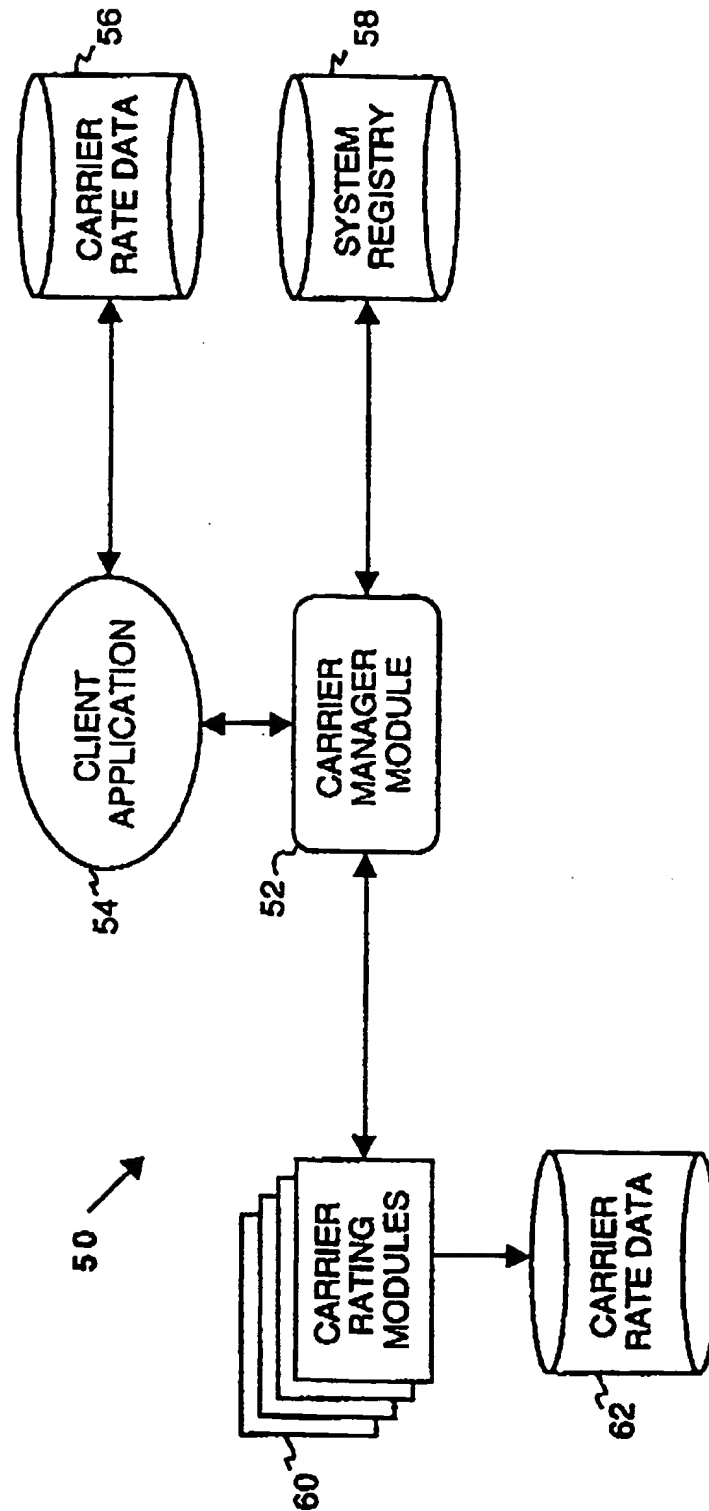 50
54
CLIENT
APPLICATION
56
CARRIER
RATE DATA
60
CARRIER
RATING
MODULES
52
CARRIER
MANAGER
MODULE
58
SYSTEM
REGISTRY
62
CARRIER
RATE DATA